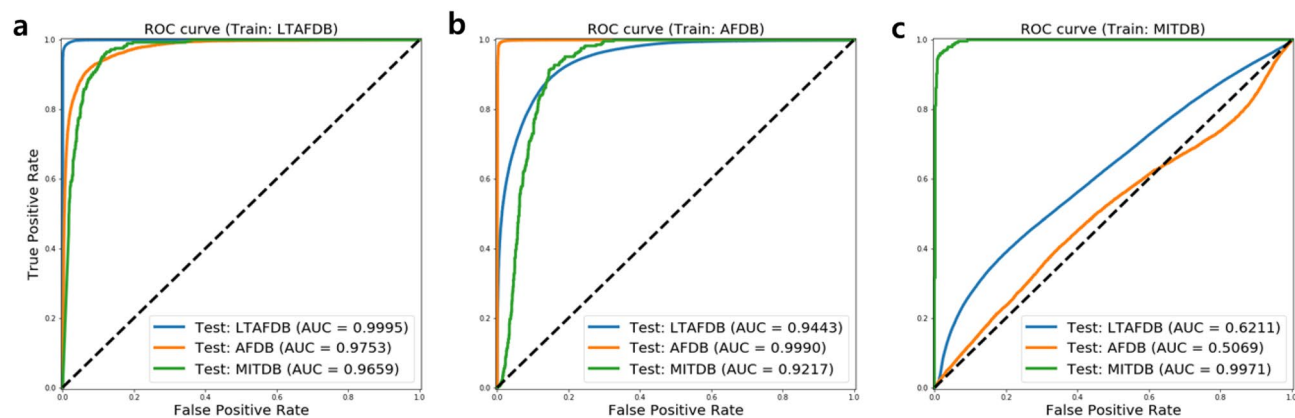 a
ROC curve (Train: LTAFDB)
1.0
0.8
0.6
0.4
0.2
0.0
True Positive Rate
Test: LTAFDB (AUC = 0.9995)
Test: AFDB (AUC = 0.9753)
Test: MITDB (AUC = 0.9659)
0.0 0.2 0.4 0.6 0.8 1.0
False Positive Rate
b
ROC curve (Train: AFDB)
1.0
0.8
0.6
0.4
0.2
0.0
Test: LTAFDB (AUC = 0.9443)
Test: AFDB (AUC = 0.9990)
Test: MITDB (AUC = 0.9217)
0.0 0.2 0.4 0.6 0.8 1.0
False Positive Rate
c
ROC curve (Train: MITDB)
1.0
0.8
0.6
0.4
0.2
0.0
Test: LTAFDB (AUC = 0.6211)
Test: AFDB (AUC = 0.5069)
Test: MITDB (AUC = 0.9971)
0.0 0.2 0.4 0.6 0.8 1.0
False Positive Rate